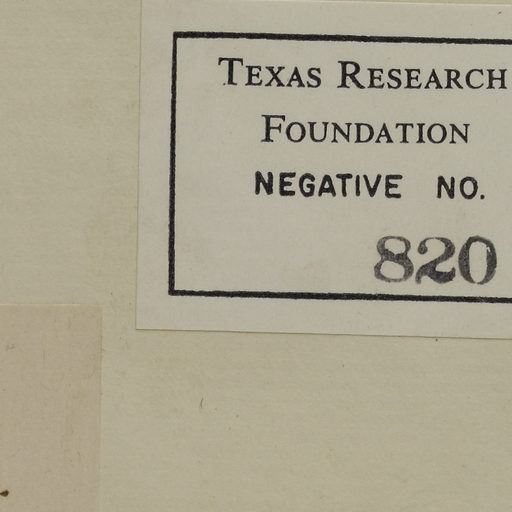 Texas Research
Foundation
NEGATIVE NO.
820